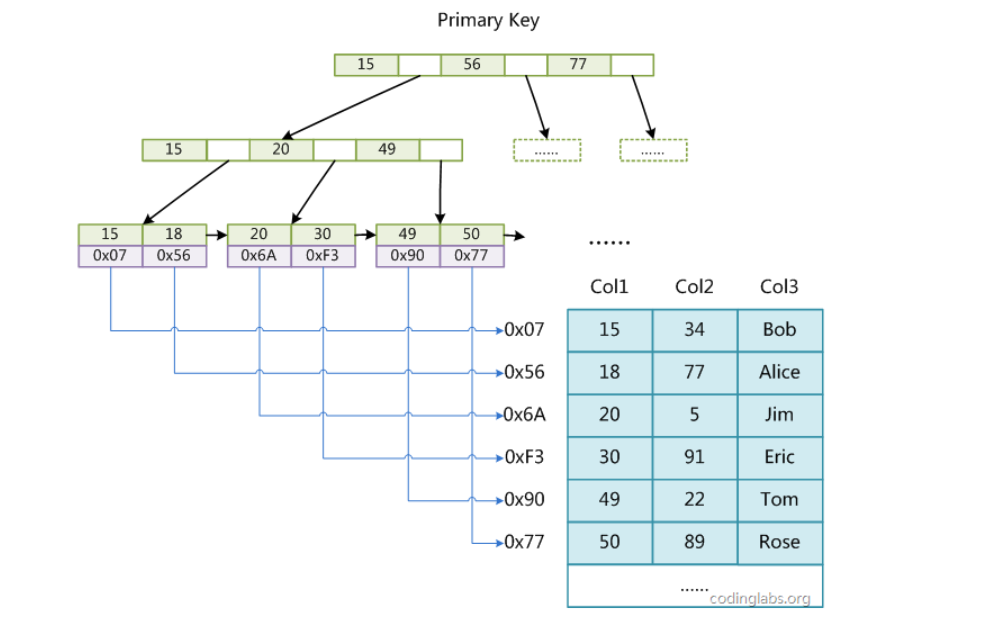 Primary Key
15 56 77
15 20 49
...... ......
15 18 20 30 49 50
0x07 0x56 0x6A 0xF3 0x90 0x77
......
Col1 Col2 Col3
0x07 15 34 Bob
0x56 18 77 Alice
0x6A 20 5 Jim
0xF3 30 91 Eric
0x90 49 22 Tom
0x77 50 89 Rose
......
codinglabs.org